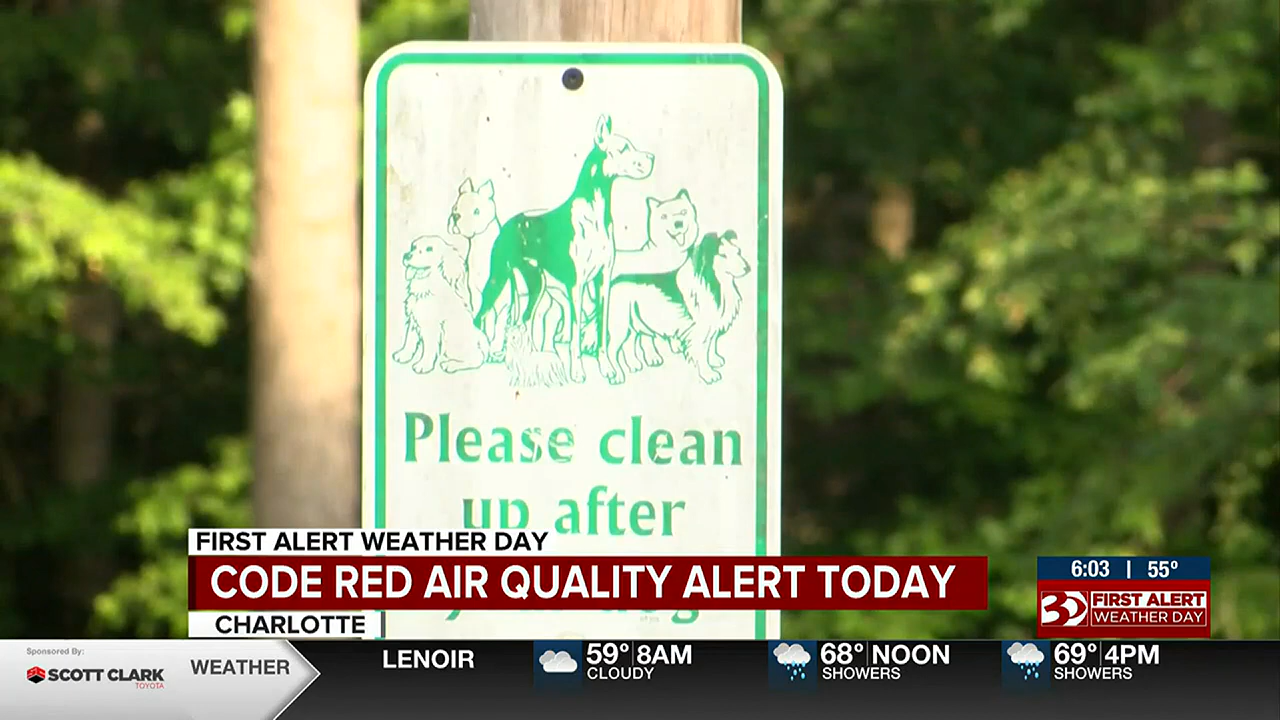 Please clean
up after
FIRST ALERT WEATHER DAY
CODE RED AIR QUALITY ALERT TODAY
CHARLOTTE
6:03 | 55°
3D FIRST ALERT
WEATHER DAY
Sponsored By:
SCOTT CLARK
TOYOTA
WEATHER
LENOIR
59° 8AM
CLOUDY
68° NOON
SHOWERS
69° 4PM
SHOWERS